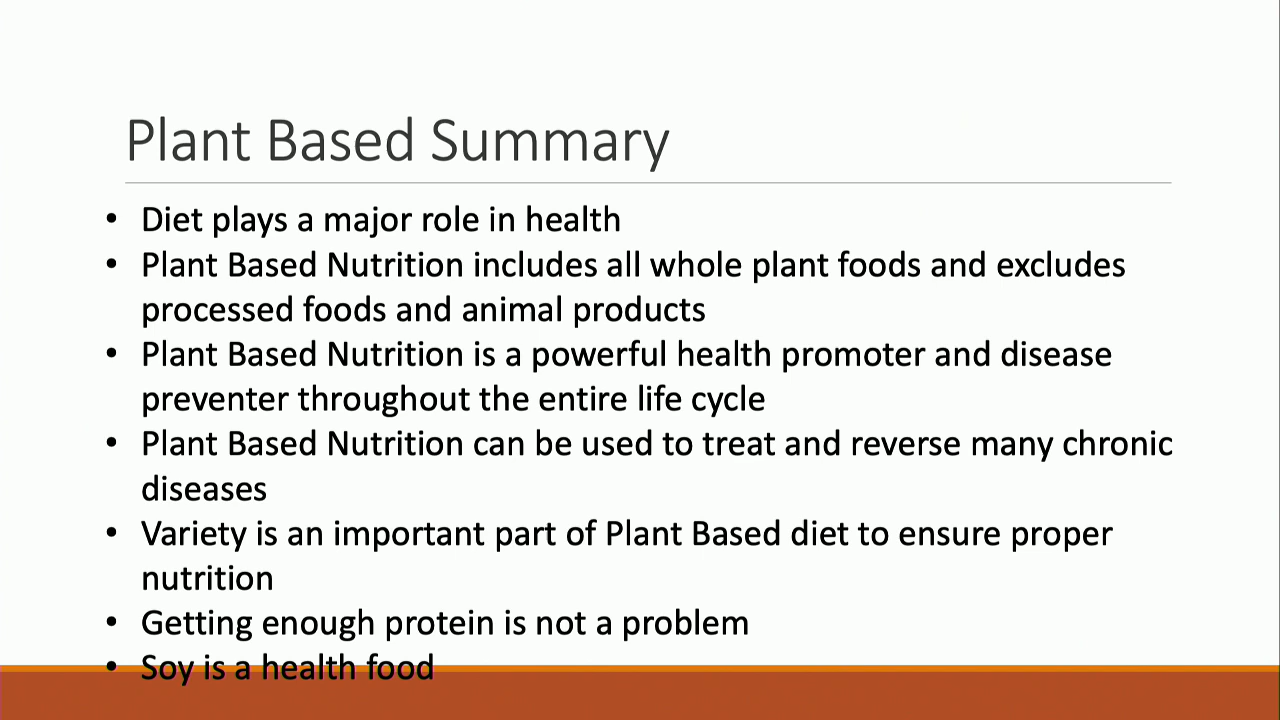 Plant Based Summary
• Diet plays a major role in health
• Plant Based Nutrition includes all whole plant foods and excludes
processed foods and animal products
• Plant Based Nutrition is a powerful health promoter and disease
preventer throughout the entire life cycle
• Plant Based Nutrition can be used to treat and reverse many chronic
diseases
• Variety is an important part of Plant Based diet to ensure proper
nutrition
• Getting enough protein is not a problem
• Soy is a health food